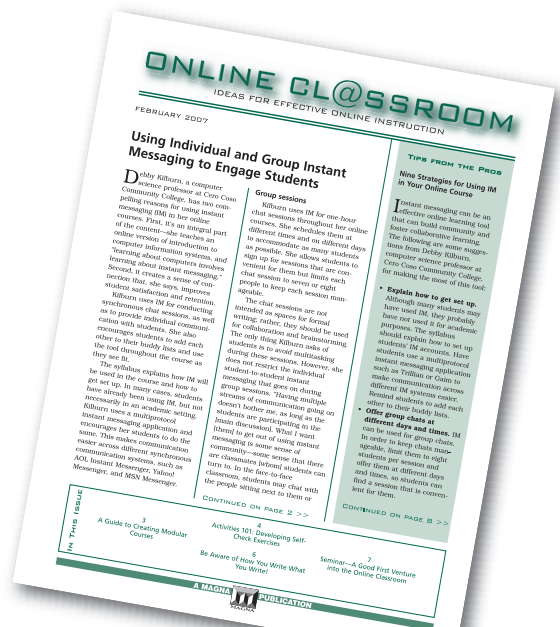 ONLINE CL@SSROOM
IDEAS FOR EFFECTIVE ONLINE INSTRUCTION
FEBRUARY 2007
Using Individual and Group Instant
Messaging to Engage Students
Debby Kilburn, a computer
science professor at Cero Coso
Community College, has two com-
pelling reasons for using instant
messaging (IM) in her online
courses. First, it's an integral part
of the content—she teaches an
online version of introduction to
computer information systems, and
"learning about computers involves
learning about instant messaging."
Second, it creates a sense of con-
nection that, she says, improves
student satisfaction and retention.
Kilburn uses IM for conducting
synchronous chat sessions, as well
as to provide individual communi-
cation with students. She also
encourages students to add each
other to their buddy lists and use
the tool throughout the course as
they see fit.
The syllabus explains how IM will
be used in the course and how to
get set up. In many cases, students
have already been using IM, but not
necessarily in an academic setting.
Kilburn uses a multiprotocol
instant messaging application and
encourages her students to do the
same. This makes communication
easier across different synchronous
communication systems, such as
AOL Instant Messenger, Yahoo!
Messenger, and MSN Messenger.
Group sessions
Kilburn uses IM for one-hour
chat sessions throughout her online
courses. She schedules them at
different times and on different days
to accommodate as many students
as possible. She allows students to
sign up for sessions that are con-
venient for them but limits each
chat session to seven or eight
people to keep each session man-
ageable.
The chat sessions are not
intended as spaces for formal
writing; rather, they should be used
for collaboration and brainstorming.
The only thing Kilburn asks of
students is to avoid multitasking
during these sessions. However, she
does not restrict the individual
student-to-student instant
messaging that goes on during
group sessions. "Having multiple
streams of communication going on
doesn't bother me, as long as the
students are participating in the
[main discussion]. What I want
[them] to get out of using instant
messaging is some sense of
community—some sense that there
are classmates [whom] students can
turn to. In the face-to-face
classroom, students may chat with
the people sitting next to them or
CONTINUED ON PAGE 2 >>
TIPS FROM THE PROS
Nine Strategies for Using IM
in Your Online Course
Instant messaging can be an
effective online learning tool
that can build community and
foster collaborative learning.
The following are some sugges-
tions from Debby Kilburn,
computer science professor at
Cero Coso Community College,
for making the most of this tool:
• Explain how to get set up.
Although many students may
have used IM, they probably
have not used it for academic
purposes. The syllabus
should explain how to set up
students' IM accounts. Have
students use a multiprotocol
instant messaging application
such as Trillian or Gaim to
make communication across
different IM systems easier.
Remind students to add each
other to their buddy lists.
• Offer group chats at
different days and times. IM
can be used for group chats.
In order to keep chats man-
ageable, limit them to eight
students per session and
offer them at different days
and times, so students can
find a session that is conven-
ient for them.
CONTINUED ON PAGE 8 >>
IN THIS ISSUE
3
A Guide to Creating Modular
Courses
4
Activities 101: Developing Self-
Check Exercises
6
Be Aware of How You Write What
You Write!
7
Seminar—A Good First Venture
into the Online Classroom
A MAGNA PUBLICATION
MAGNA